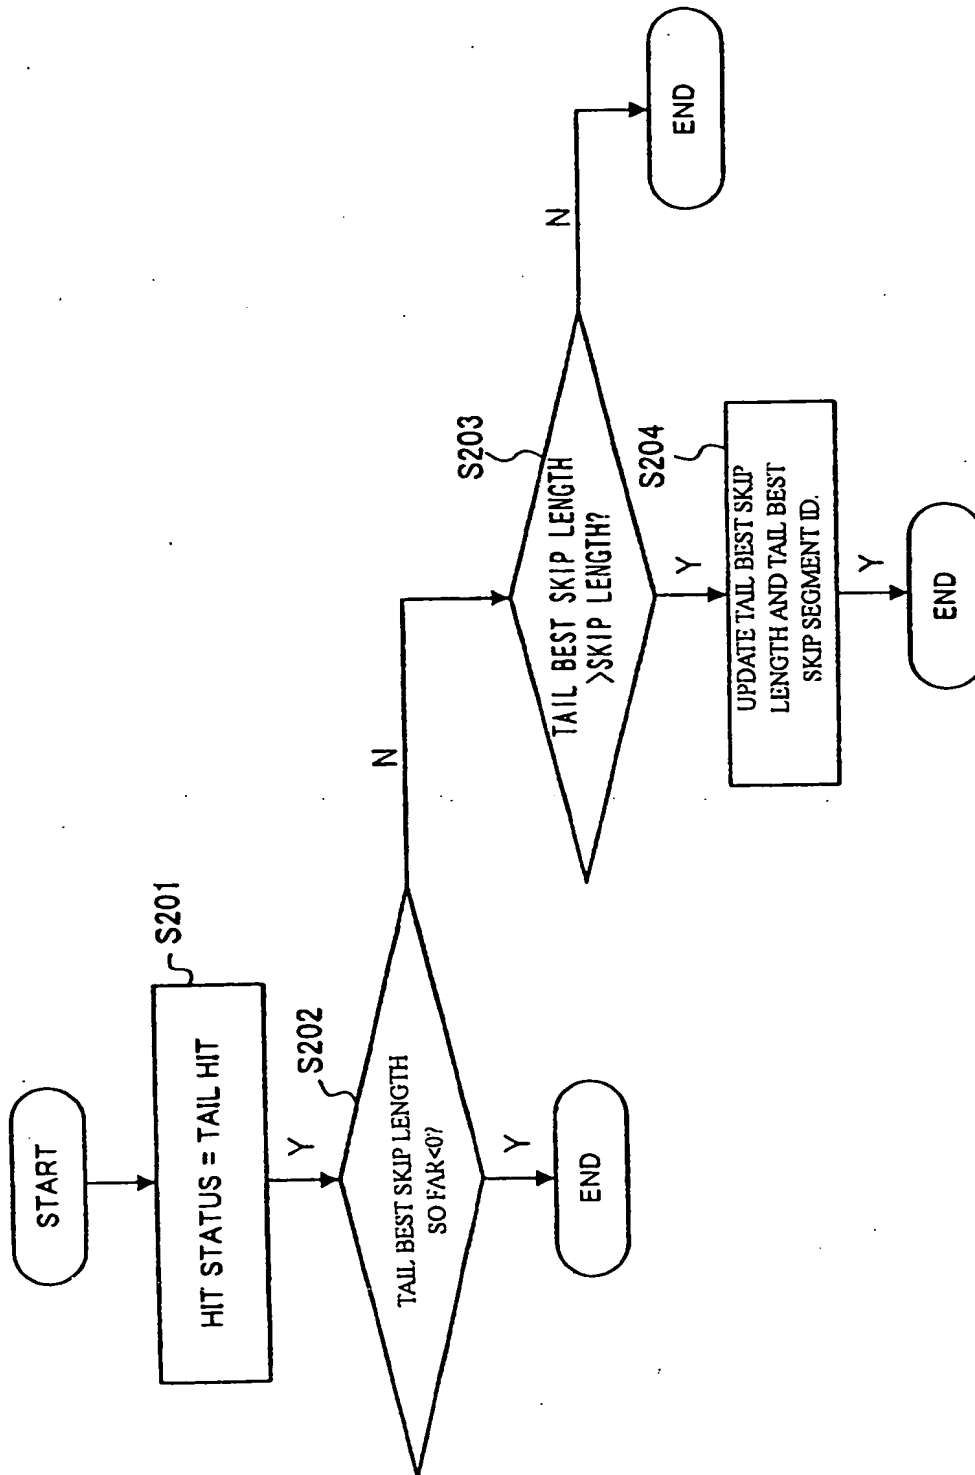 START
HIT STATUS = TAIL HIT
S201
Y
TAIL BEST SKIP LENGTH
SO FAR<0?
S202
Y
END
N
TAIL BEST SKIP LENGTH
>SKIP LENGTH?
S203
N
END
Y
UPDATE TAIL BEST SKIP
LENGTH AND TAIL BEST
SKIP SEGMENT ID.
S204
Y
END